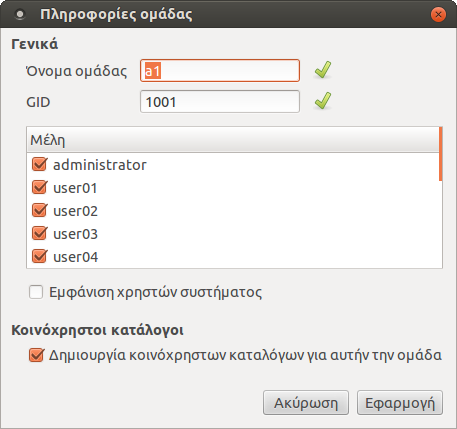 Πληροφορίες ομάδας
Γενικά
Όνομα ομάδας a1
GID 1001
Μέλη
administrator
user01
user02
user03
user04
Εμφάνιση χρηστών συστήματος
Κοινόχρηστοι κατάλογοι
Δημιουργία κοινόχρηστων καταλόγων για αυτήν την ομάδα
Ακύρωση Εφαρμογή